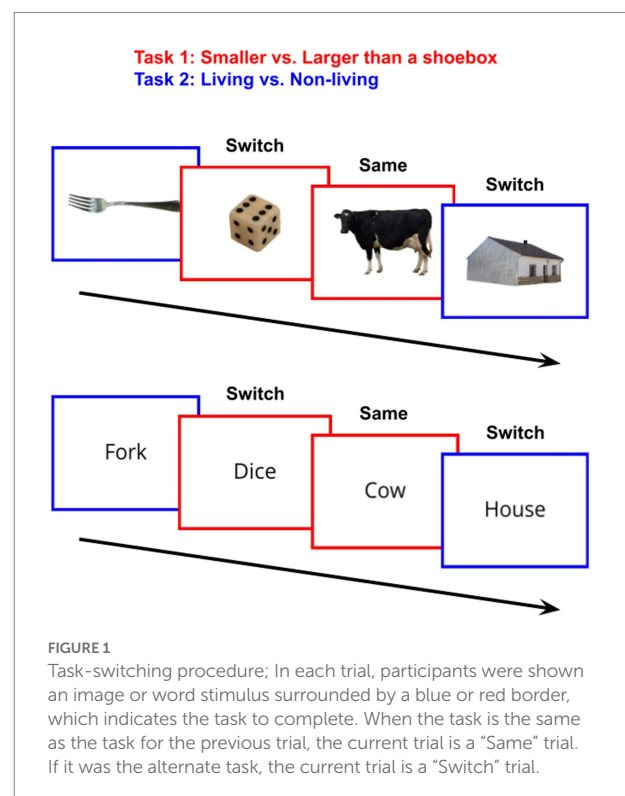 Task 1: Smaller vs. Larger than a shoebox
Task 2: Living vs. Non-living
Switch
Same
Switch
Switch
Same
Switch
Fork
Dice
Cow
House
FIGURE 1
Task-switching procedure; In each trial, participants were shown
an image or word stimulus surrounded by a blue or red border,
which indicates the task to complete. When the task is the same
as the task for the previous trial, the current trial is a “Same” trial.
If it was the alternate task, the current trial is a “Switch” trial.